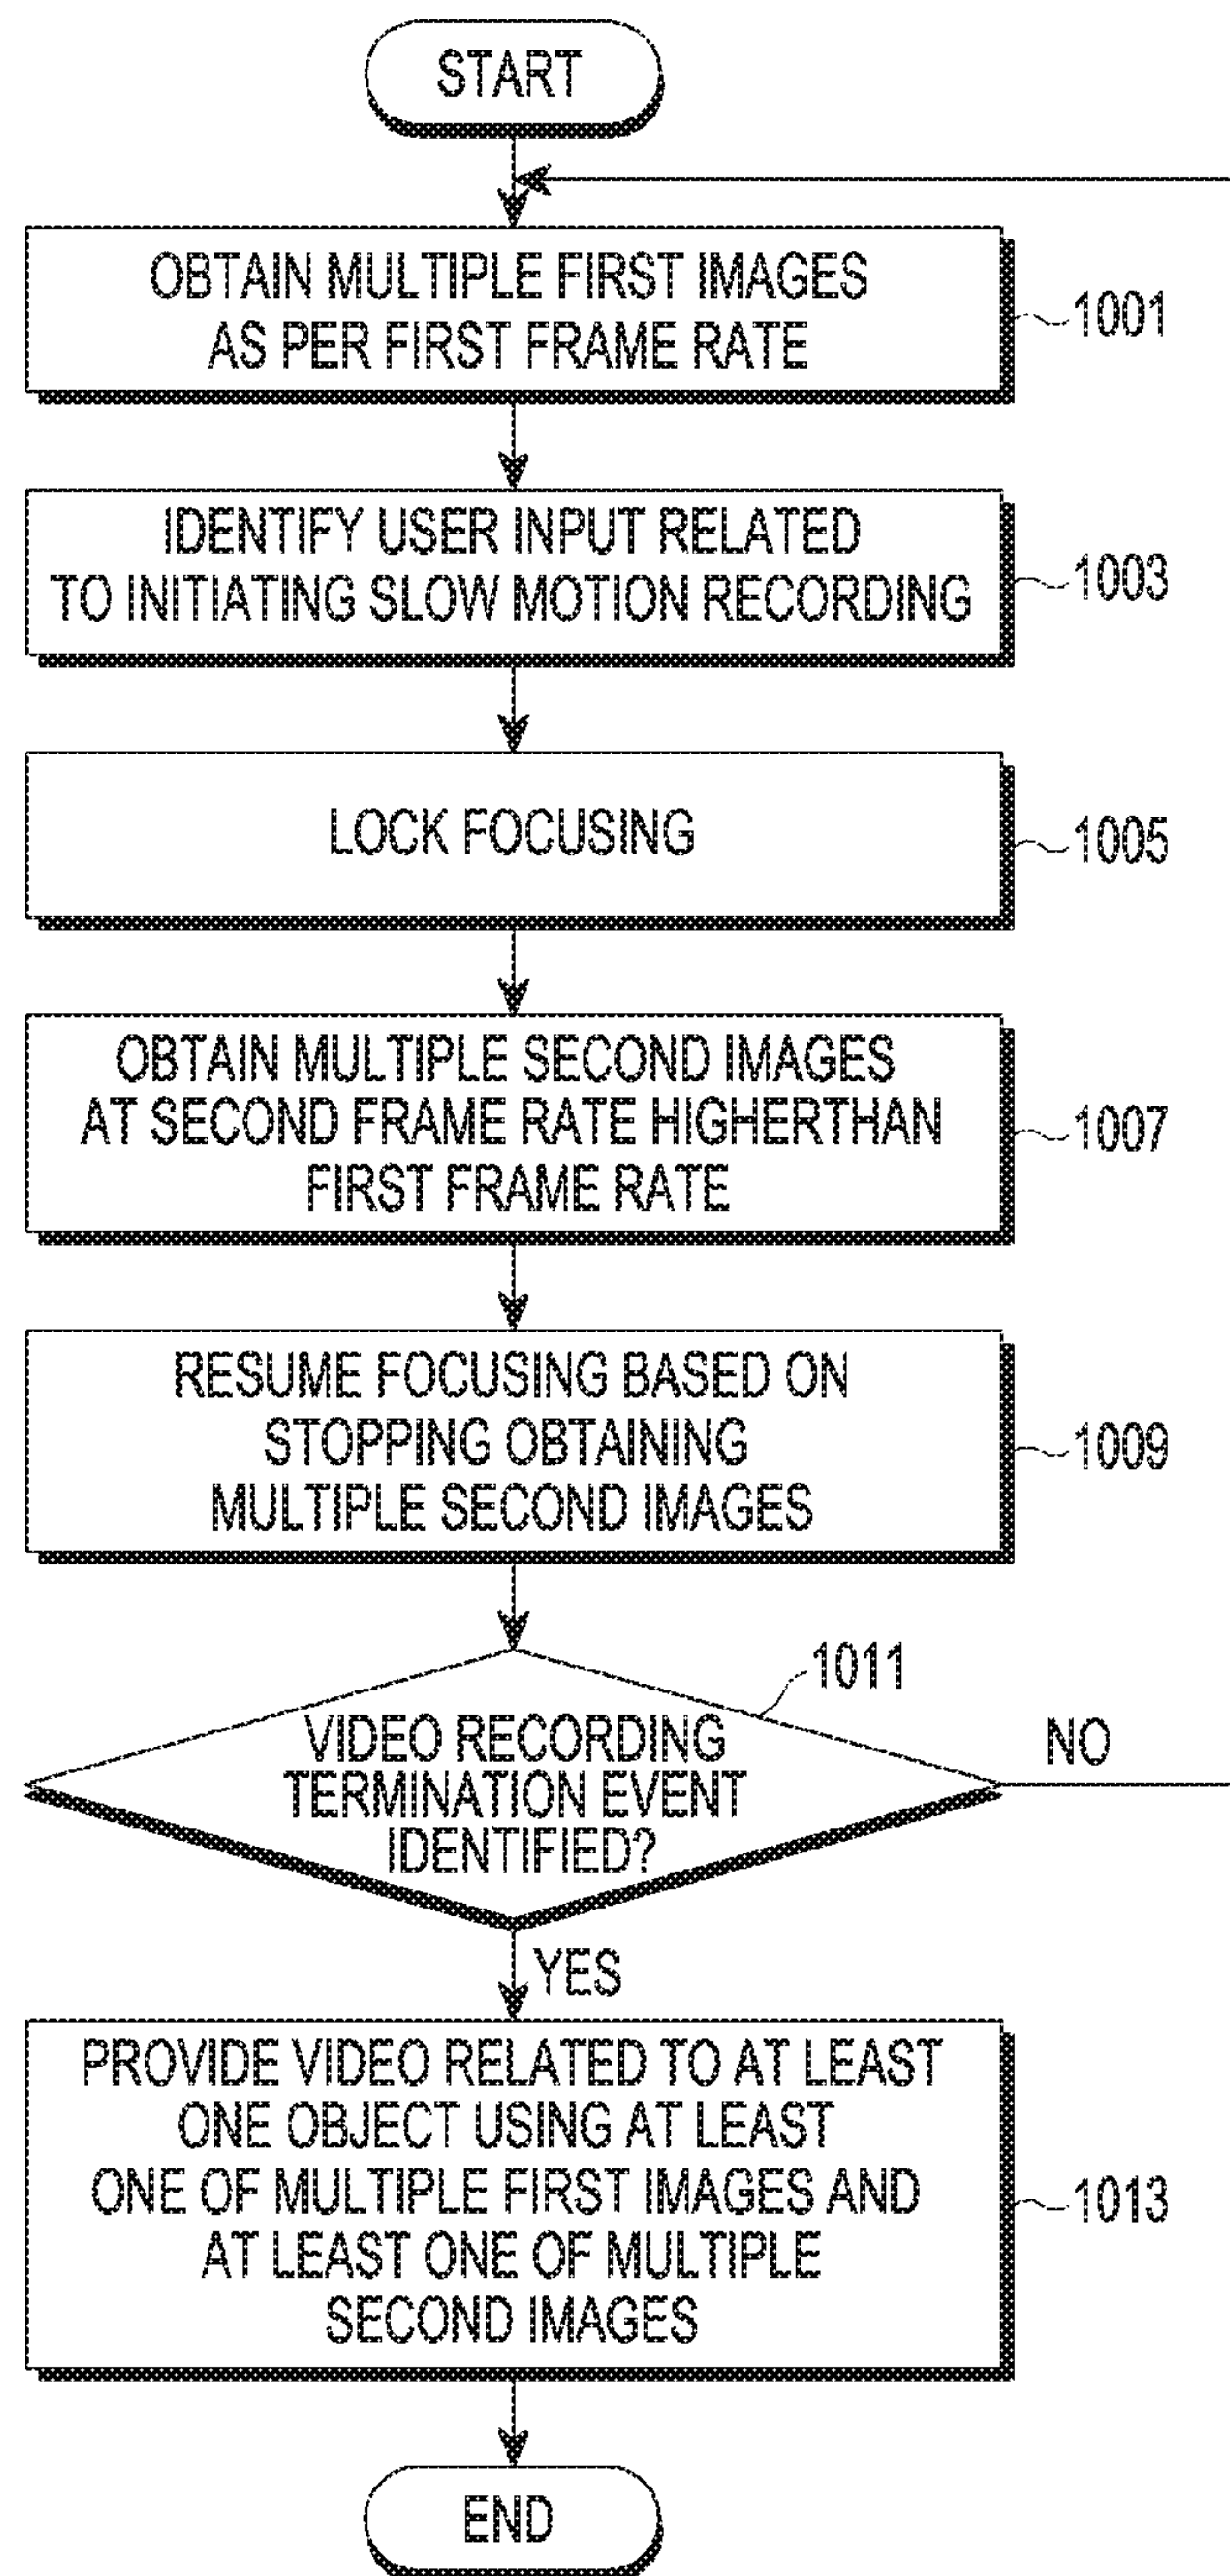 START
OBTAIN MULTIPLE FIRST IMAGES
AS PER FIRST FRAME RATE
1001
IDENTIFY USER INPUT RELATED
TO INITIATING SLOW MOTION RECORDING
1003
LOCK FOCUSING
1005
OBTAIN MULTIPLE SECOND IMAGES
AT SECOND FRAME RATE HIGHERTHAN
FIRST FRAME RATE
1007
RESUME FOCUSING BASED ON
STOPPING OBTAINING
MULTIPLE SECOND IMAGES
1009
1011
VIDEO RECORDING
TERMINATION EVENT
IDENTIFIED?
NO
YES
PROVIDE VIDEO RELATED TO AT LEAST
ONE OBJECT USING AT LEAST
ONE OF MULTIPLE FIRST IMAGES AND
AT LEAST ONE OF MULTIPLE
SECOND IMAGES
1013
END